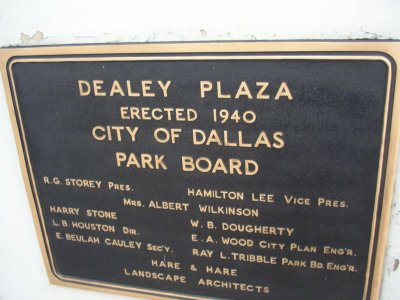 DEALEY PLAZA
ERECTED 1940
CITY OF DALLAS
PARK BOARD
R.G. STOREY PRES. HAMILTON LEE VICE PRES.
MRS. ALBERT WILKINSON
HARRY STONE W. B. DOUGHERTY
L. B. HOUSTON DIR. E. A. WOOD CITY PLAN ENG'R.
E. BEULAH CAULEY SEC'Y. RAY L. TRIBBLE PARK BD. ENG'R.
HARE & HARE
LANDSCAPE ARCHITECTS